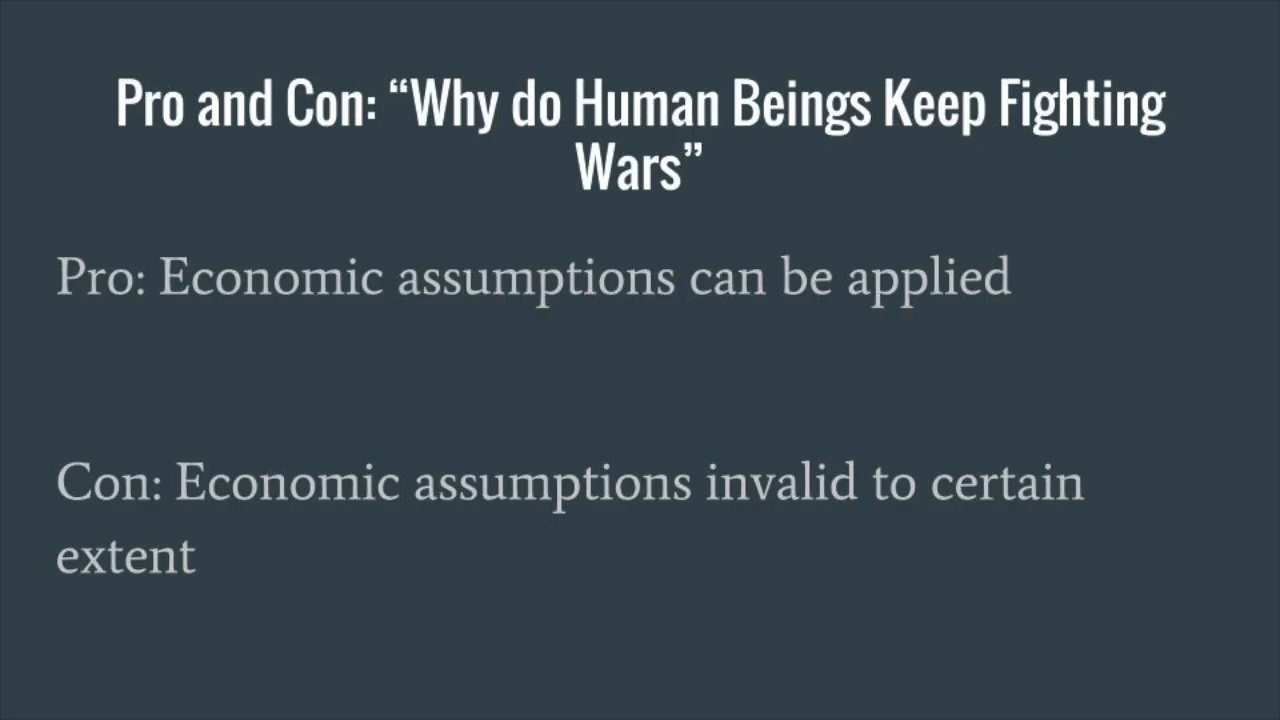 Pro and Con: “Why do Human Beings Keep Fighting
Wars”
Pro: Economic assumptions can be applied
Con: Economic assumptions invalid to certain
extent